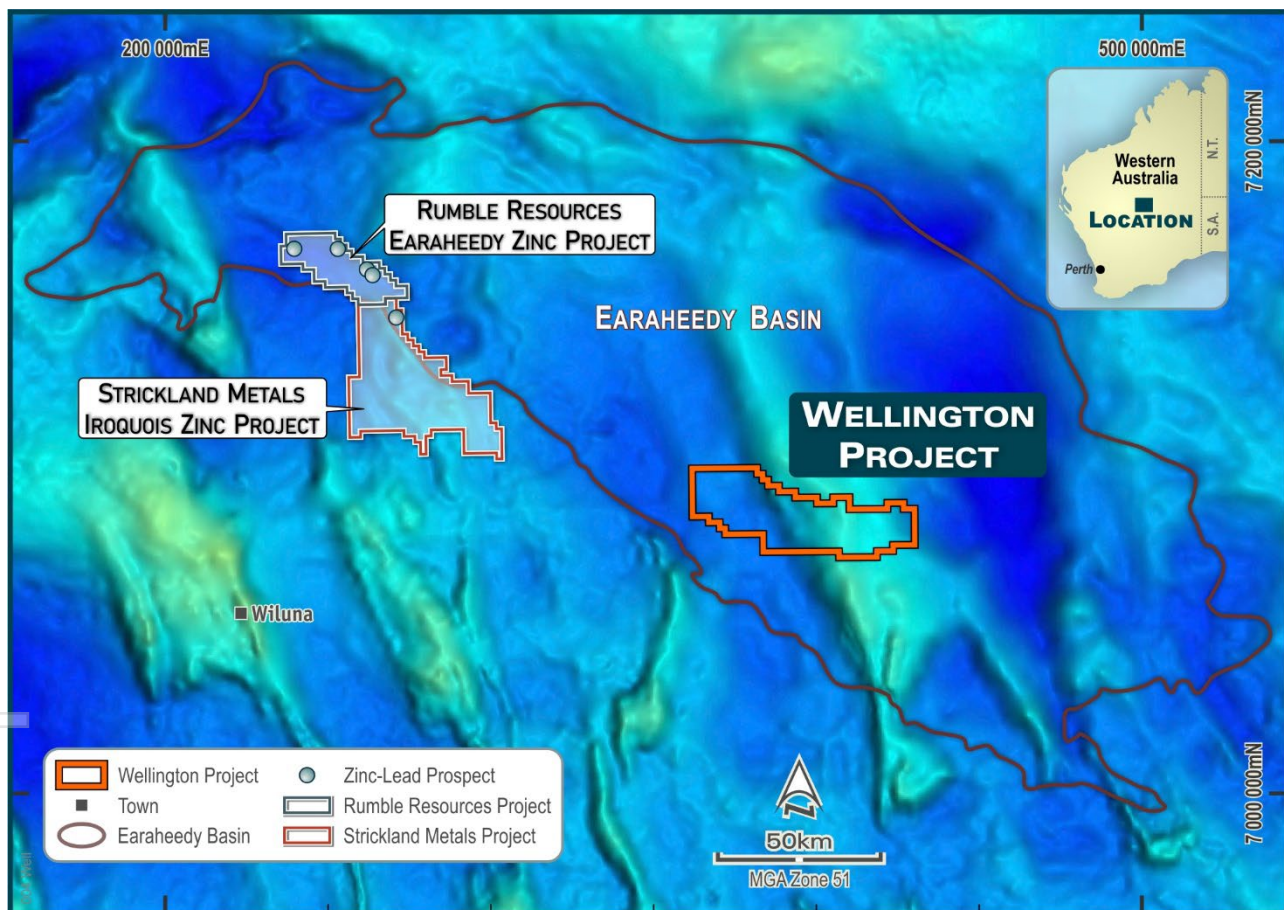 200 000mE
500 000mE
7 200 000mN
Western
Australia
LOCATION
N.T.
S.A.
Perth
RUMBLE RESOURCES
EARAHEEDY ZINC PROJECT
EARAHEEDY BASIN
STRICKLAND METALS
IROQUOIS ZINC PROJECT
WELLINGTON
PROJECT
Wiluna
Wellington Project
Zinc-Lead Prospect
Town
Rumble Resources Project
Earaheedy Basin
Strickland Metals Project
N
50km
MGA Zone 51
7 000 000mN